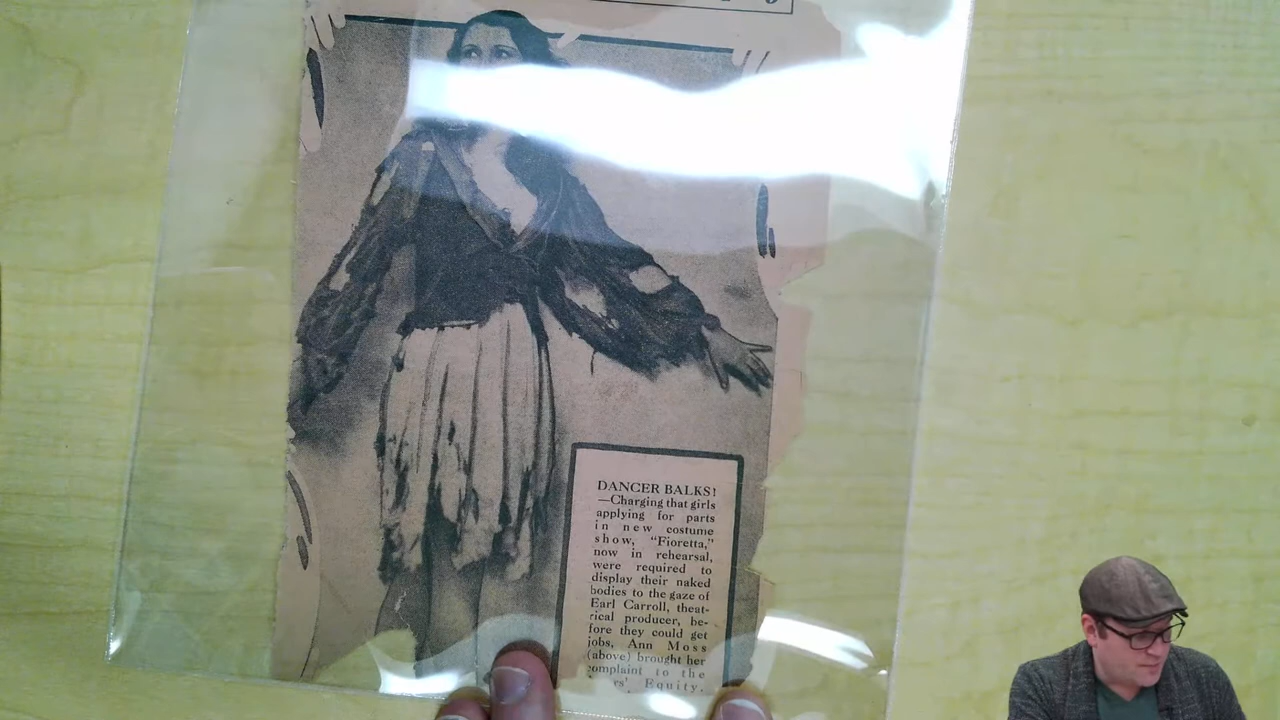 DANCER BALKS!
—Charging that girls
applying for parts
in new costume
show, "Fioretta,"
now in rehearsal,
were required to
display their naked
bodies to the gaze of
Earl Carroll, theat-
rical producer, be-
fore they could get
jobs, Ann Moss
(above) brought her
omplaint to the
rs' Equity.